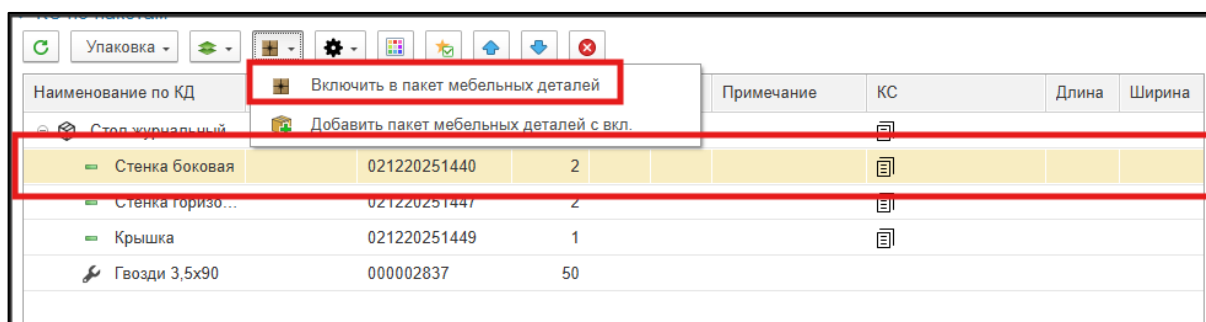 Упаковка
Включить в пакет мебельных деталей
Наименование по КД Примечание КС Длина Ширина
Добавить пакет мебельных деталей с вкл.
Стол журнальный
Стенка боковая 021220251440 2
Стенка горизо... 021220251447 2
Крышка 021220251449 1
Гвозди 3,5х90 000002837 50